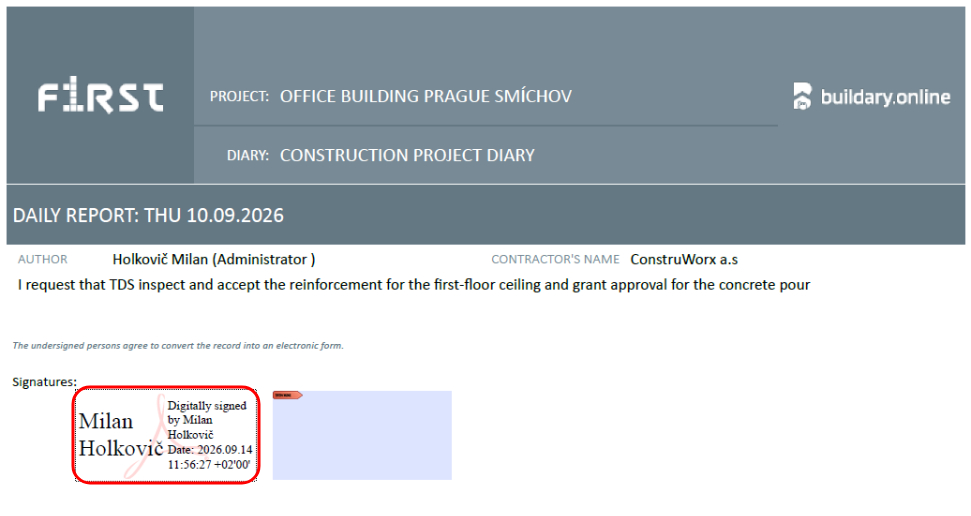 FIRST
PROJECT: OFFICE BUILDING PRAGUE SMÍCHOV
buildary.online
DIARY: CONSTRUCTION PROJECT DIARY
DAILY REPORT: THU 10.09.2026
AUTHOR Holkovič Milan (Administrator ) CONTRACTOR'S NAME ConstruWorx a.s
I request that TDS inspect and accept the reinforcement for the first-floor ceiling and grant approval for the concrete pour
The undersigned persons agree to convert the record into an electronic form.
Signatures:
Milan
Holkovič
Digitally signed
by Milan
Holkovič
Date: 2026.09.14
11:56:27 +02'00'